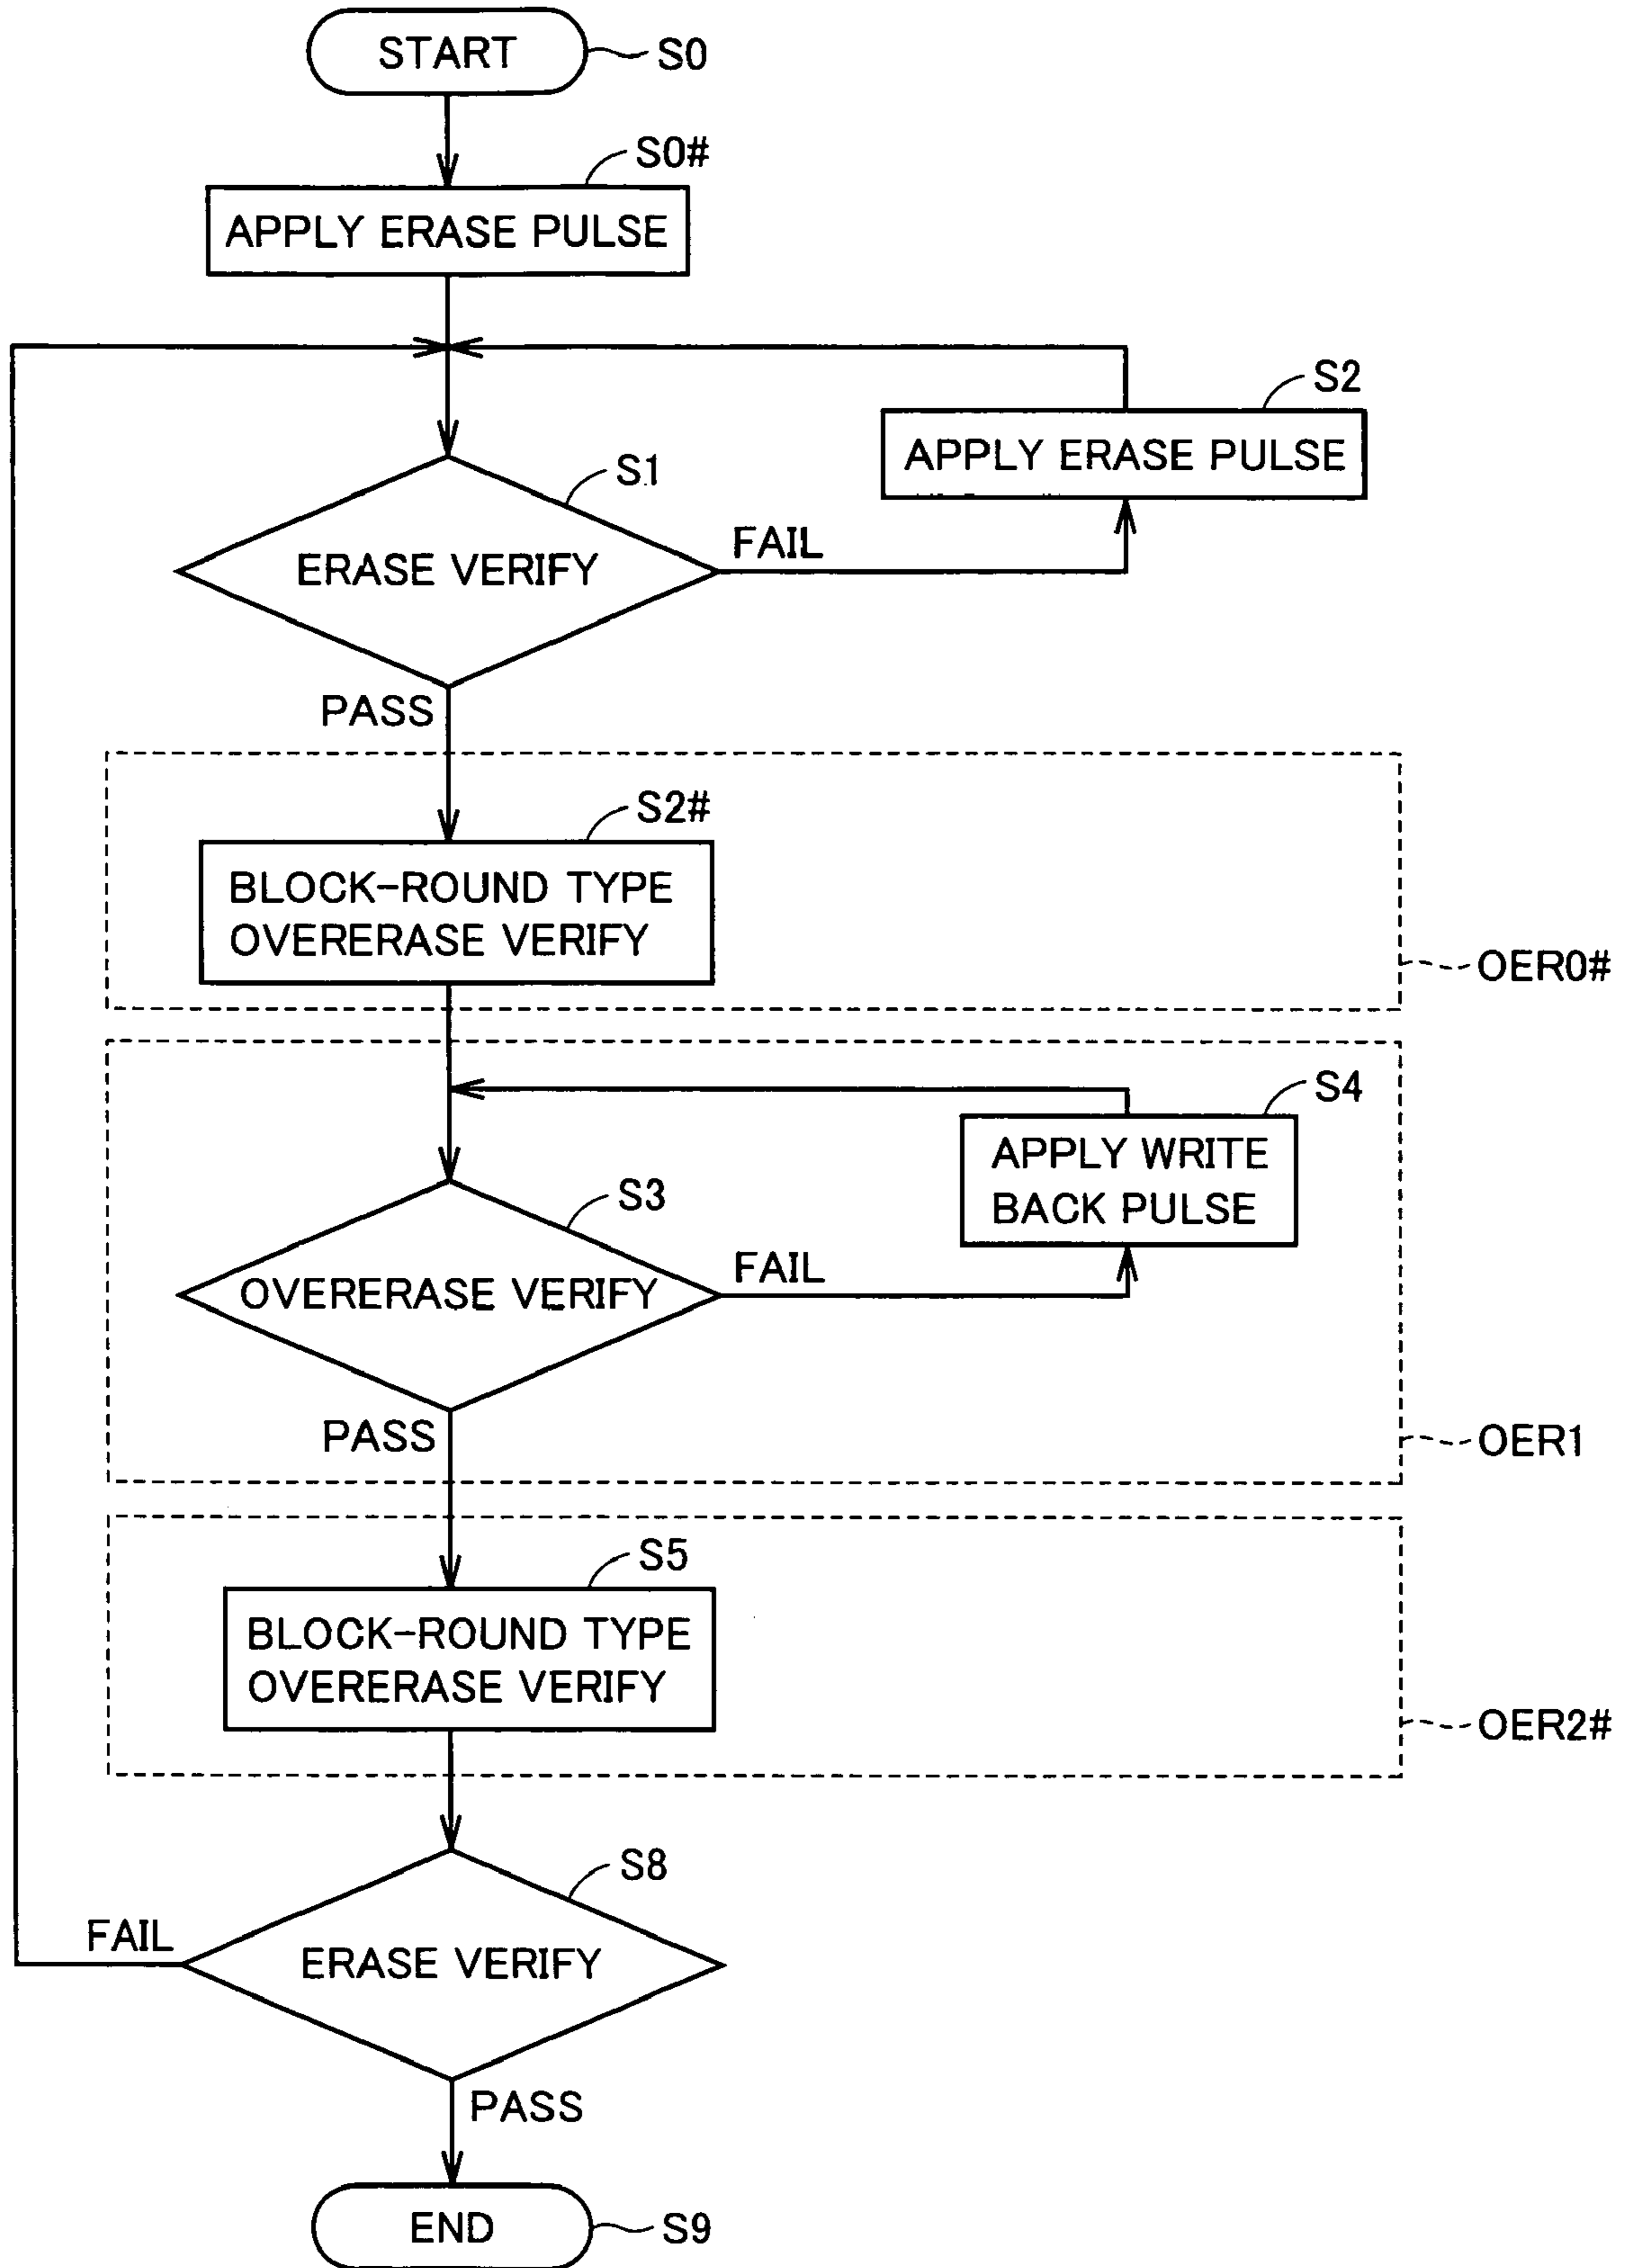 START
S0
S0#
APPLY ERASE PULSE
S2
APPLY ERASE PULSE
S1
ERASE VERIFY
FAIL
PASS
S2#
BLOCK-ROUND TYPE
OVERERASE VERIFY
OER0#
S4
APPLY WRITE
BACK PULSE
S3
OVERERASE VERIFY
FAIL
PASS
OER1
S5
BLOCK-ROUND TYPE
OVERERASE VERIFY
OER2#
S8
FAIL
ERASE VERIFY
PASS
END
S9